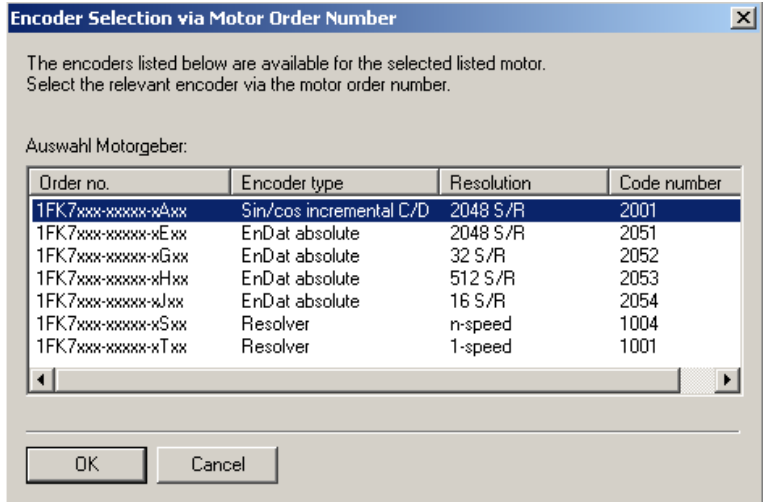 Encoder Selection via Motor Order Number
The encoders listed below are available for the selected listed motor.
Select the relevant encoder via the motor order number.
Auswahl Motorgeber:
Order no. Encoder type Resolution Code number
1FK7xxx-xxxxx-xAxx Sin/cos incremental C/D 2048 S/R 2001
1FK7xxx-xxxxx-xExx EnDat absolute 2048 S/R 2051
1FK7xxx-xxxxx-xGxx EnDat absolute 32 S/R 2052
1FK7xxx-xxxxx-xHxx EnDat absolute 512 S/R 2053
1FK7xxx-xxxxx-xJxx EnDat absolute 16 S/R 2054
1FK7xxx-xxxxx-xSxx Resolver n-speed 1004
1FK7xxx-xxxxx-xTxx Resolver 1-speed 1001
OK Cancel